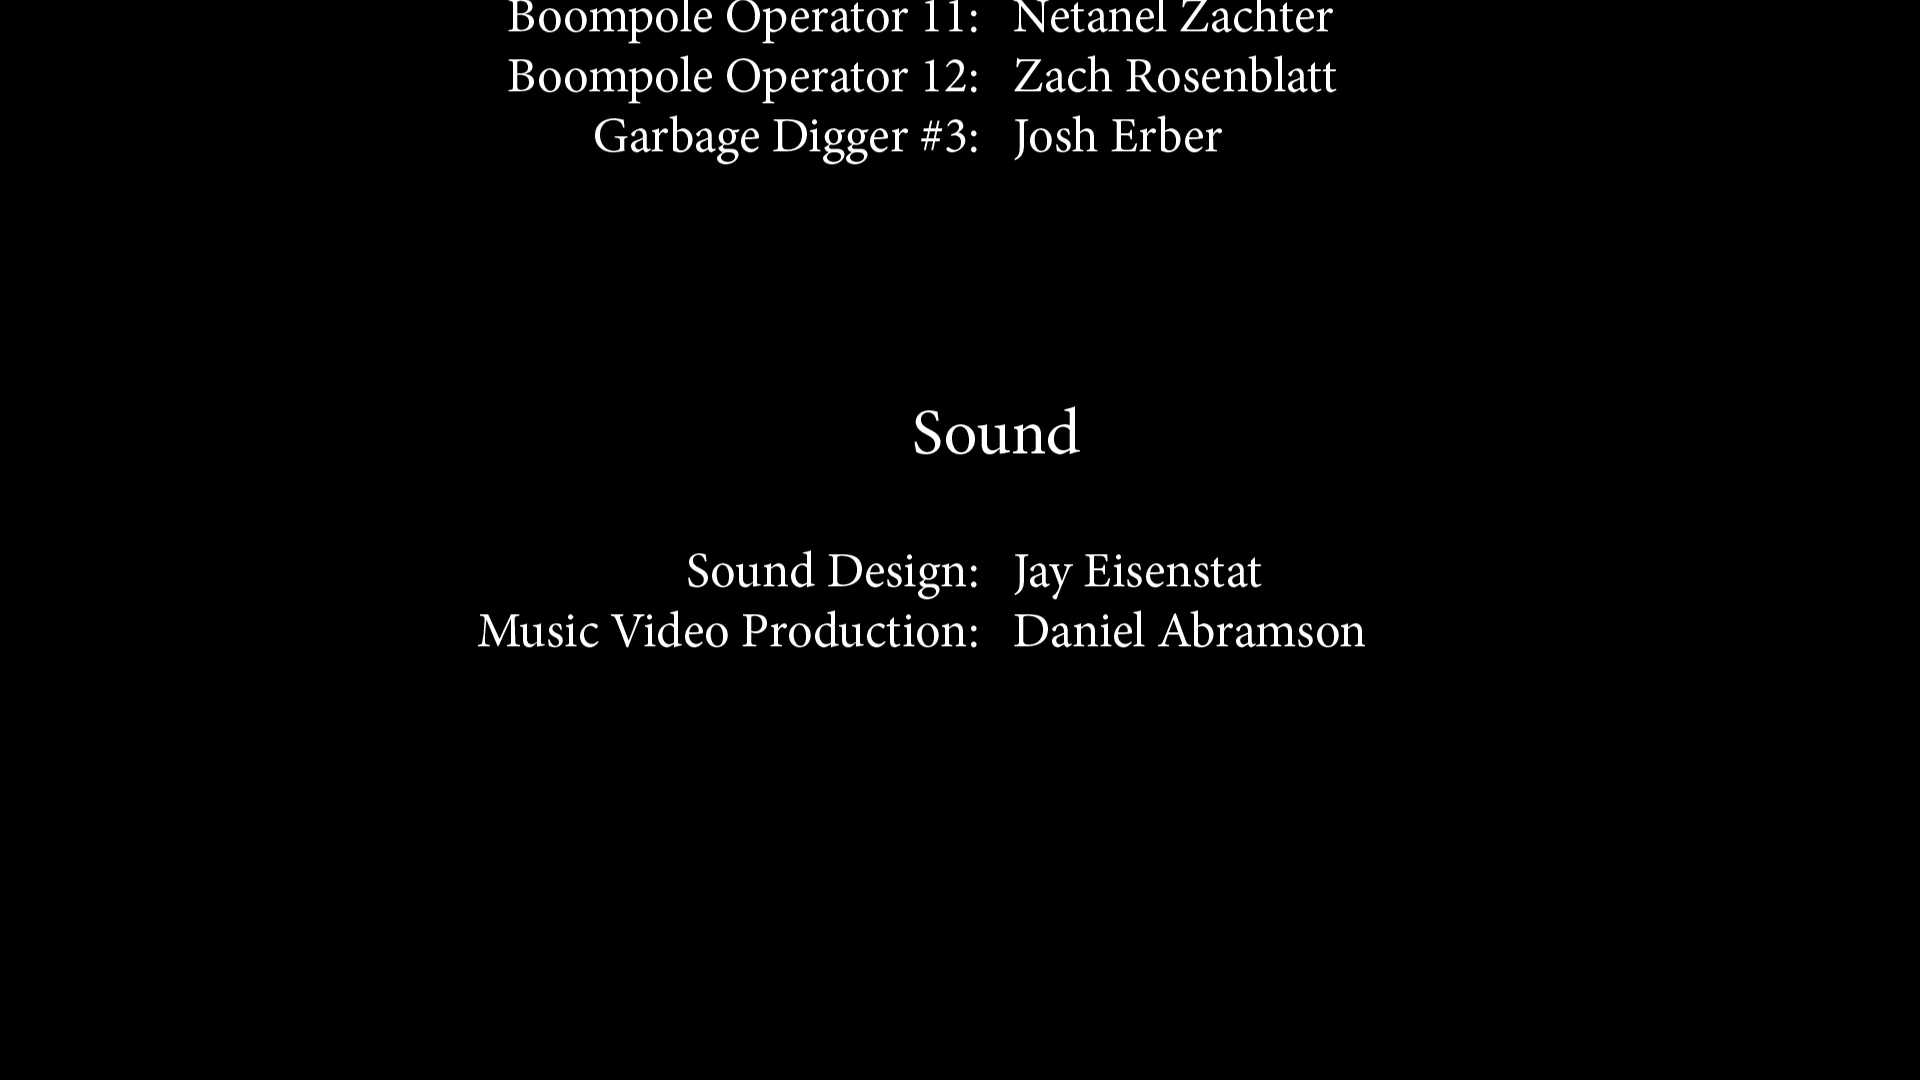 Boompole Operator 11: Netanel Zachter
Boompole Operator 12: Zach Rosenblatt
Garbage Digger #3: Josh Erber
Sound
Sound Design: Jay Eisenstat
Music Video Production: Daniel Abramson